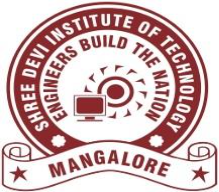 SHREE DEVI INSTITUTE OF TECHNOLOGY
ENGINEERS BUILD THE NATION
MANGALORE